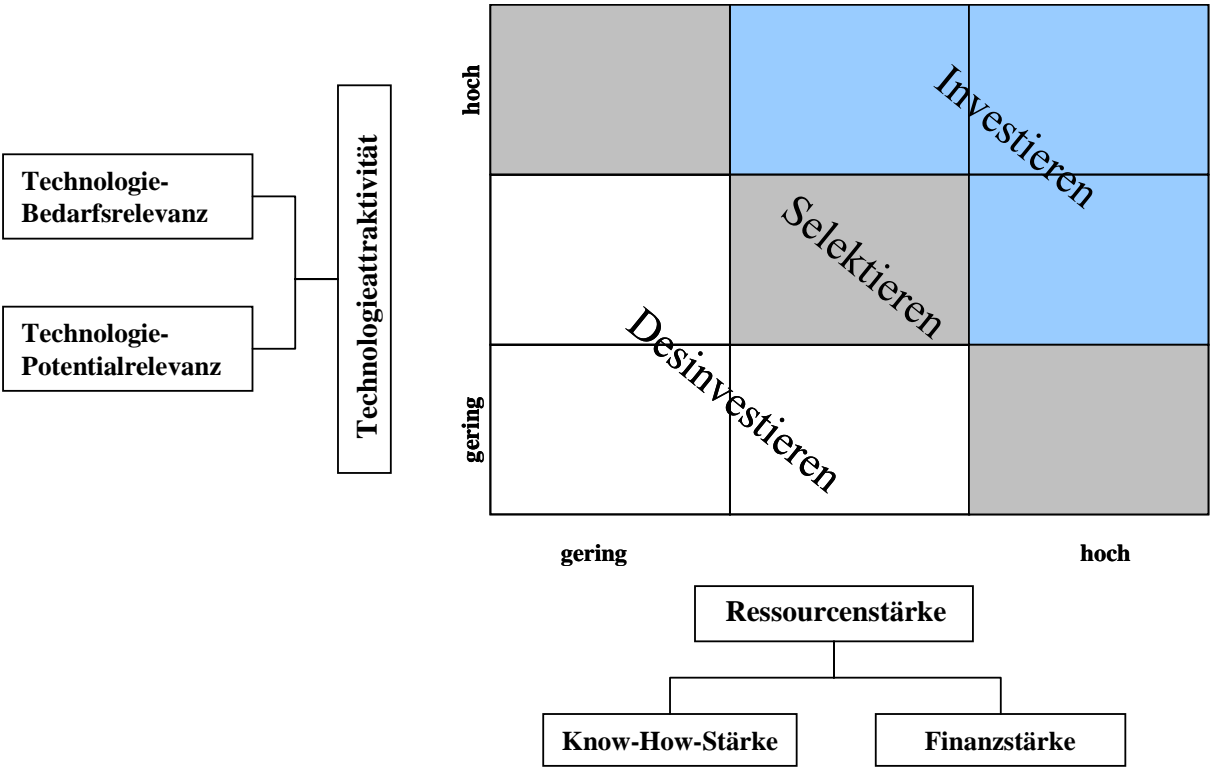 hoch
Investieren
Technologieattraktivität
Technologie-
Bedarfsrelevanz
Selektieren
Technologie-
Potentialrelevanz
Desinvestieren
gering
gering
hoch
Ressourcenstärke
Know-How-Stärke
Finanzstärke